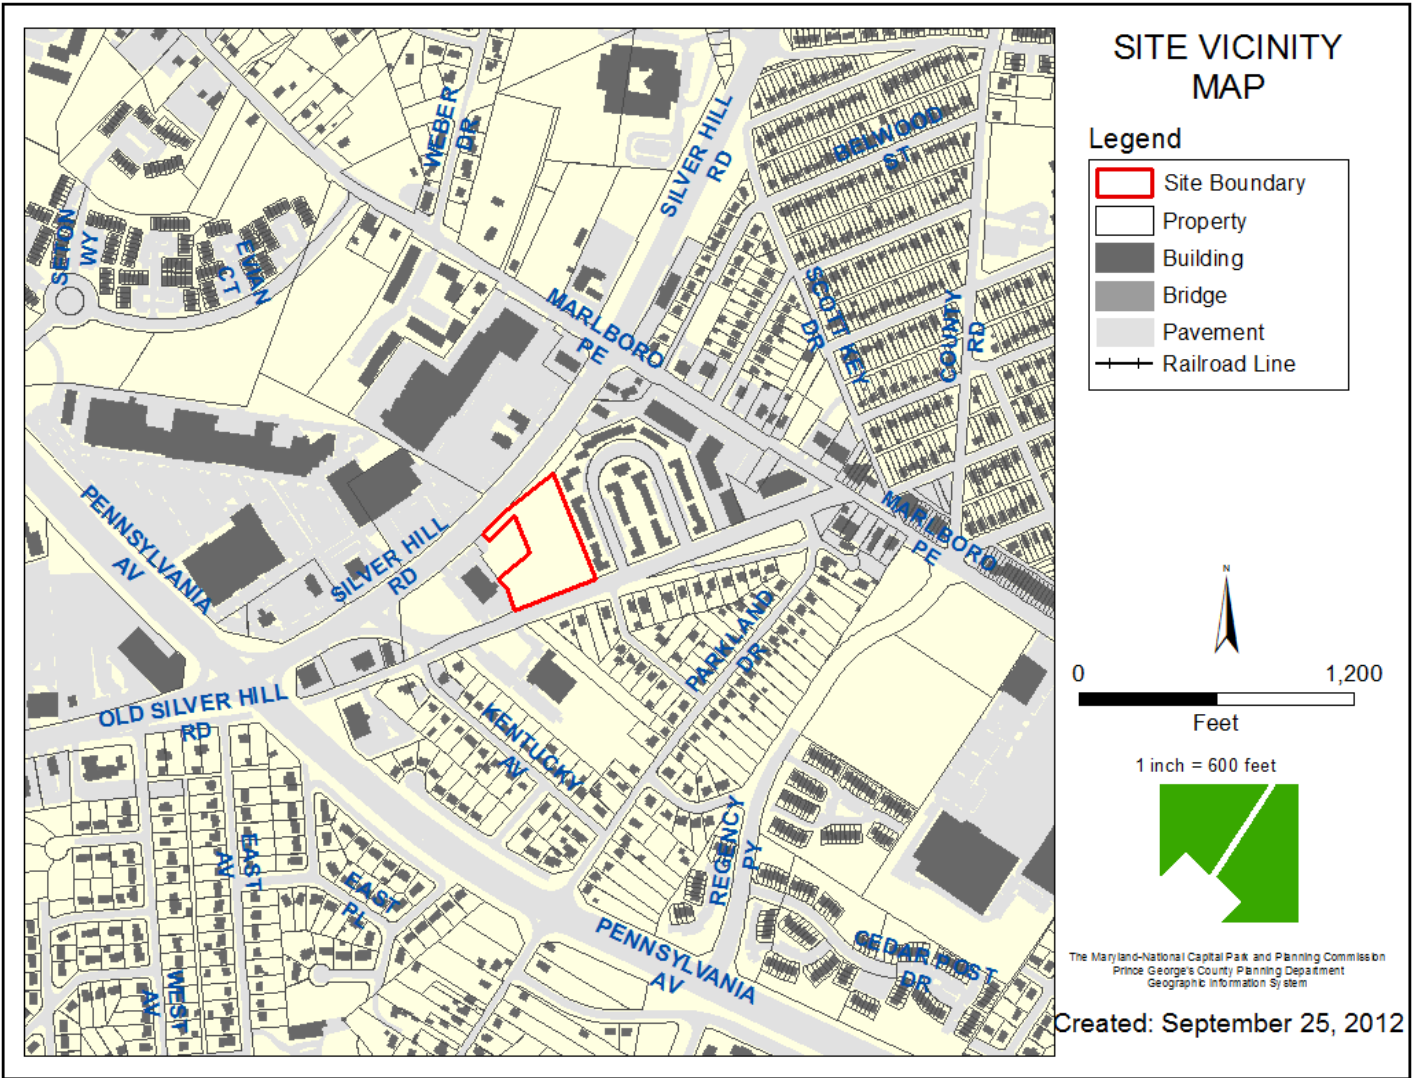 SITE VICINITY
MAP
Legend
Site Boundary
Property
Building
Bridge
Pavement
Railroad Line
N
0 1,200
Feet
1 inch = 600 feet
The Maryland-National Capital Park and Planning Commission
Prince George's County Planning Department
Geographic Information System
Created: September 25, 2012
WEBER
DR
SILVER HILL
RD
BELWOOD
ST
SETON
WY
EWAN
CT
MARLBORO
PE
SCOTT KEY
DR
COUNTY
RD
PENNSYLVANIA
AV
SILVER HILL
RD
MARLBORO
PE
PARKLAND
DR
OLD SILVER HILL
RD
KENTUCKY
AV
EAST
AV
EAST
PL
REGENCY
PY
WEST
AV
PENNSYLVANIA
AV
CEDAR POST
DR